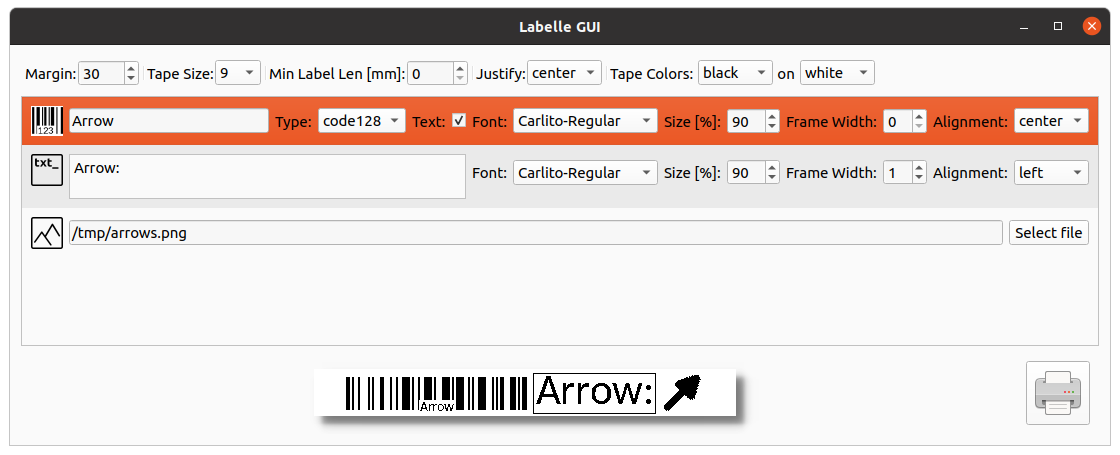 Labelle GUI
Margin: 30 Tape Size: 9 Min Label Len [mm]: 0 Justify: center Tape Colors: black on white
123 Arrow Type: code128 Text: Font: Carlito-Regular Size [%]: 90 Frame Width: 0 Alignment: center
txt_ Arrow: Font: Carlito-Regular Size [%]: 90 Frame Width: 1 Alignment: left
/tmp/arrows.png Select file
Arrow Arrow: